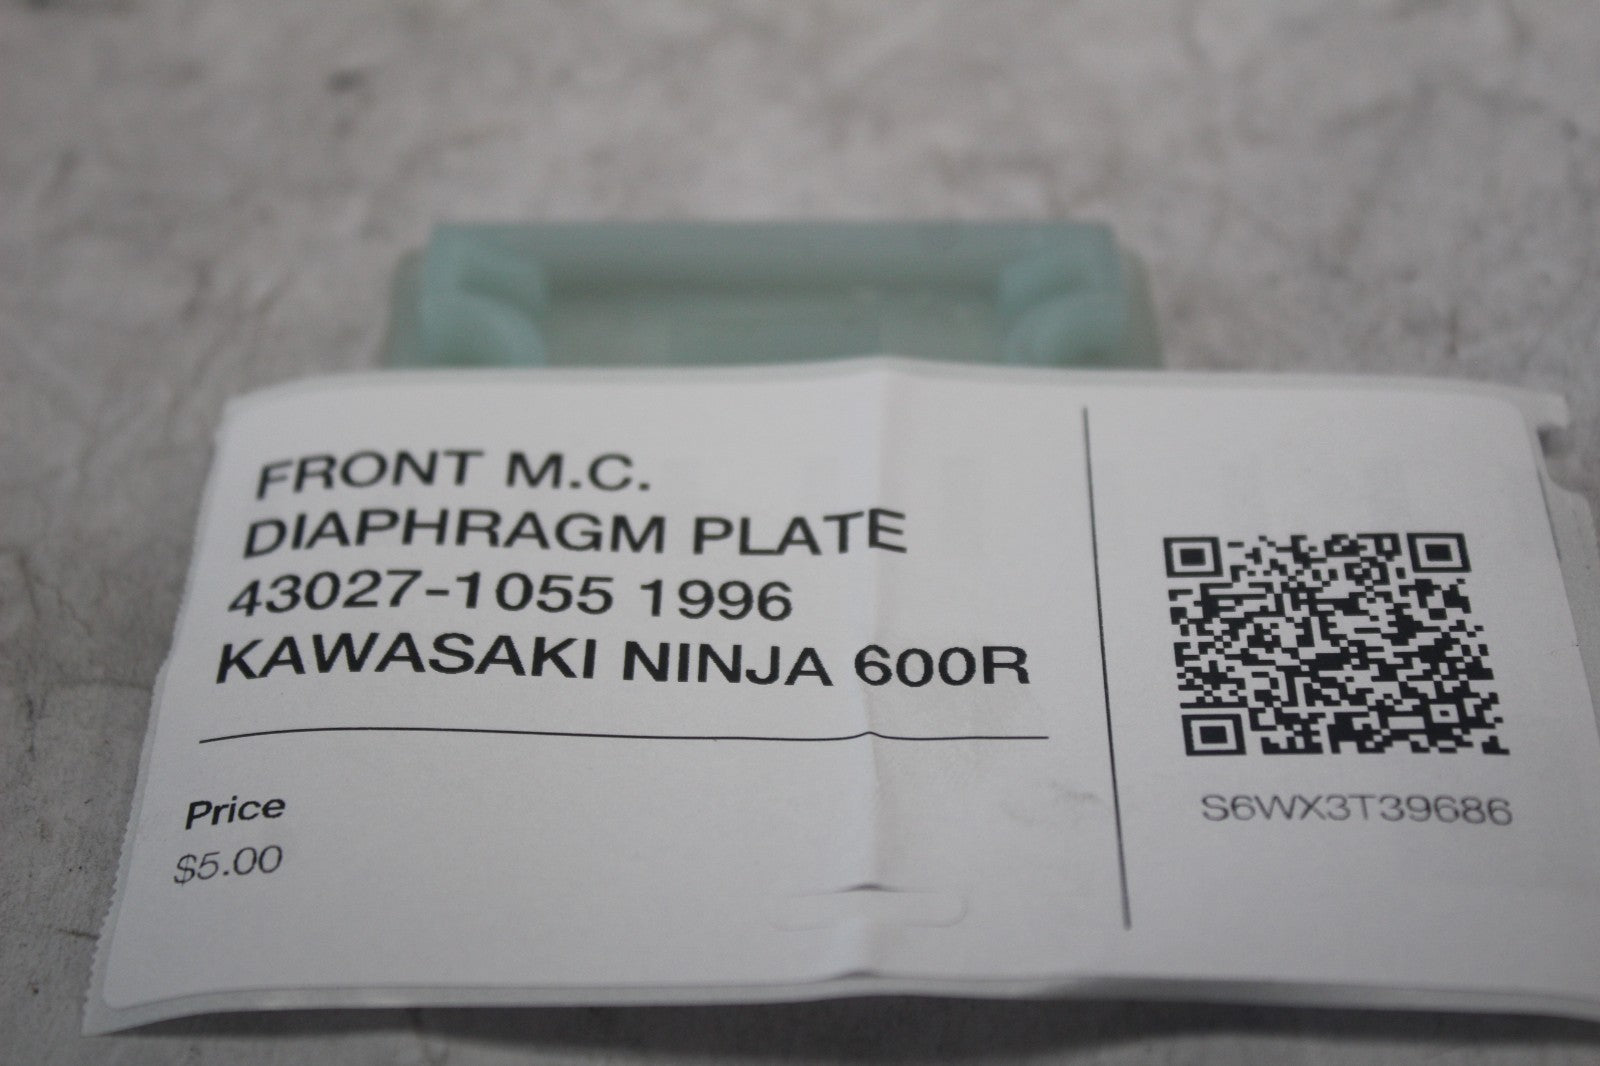 FRONT M.C.
DIAPHRAGM PLATE
43027-1055 1996
KAWASAKI NINJA 600R
Price
$5.00
S6WX3T39686